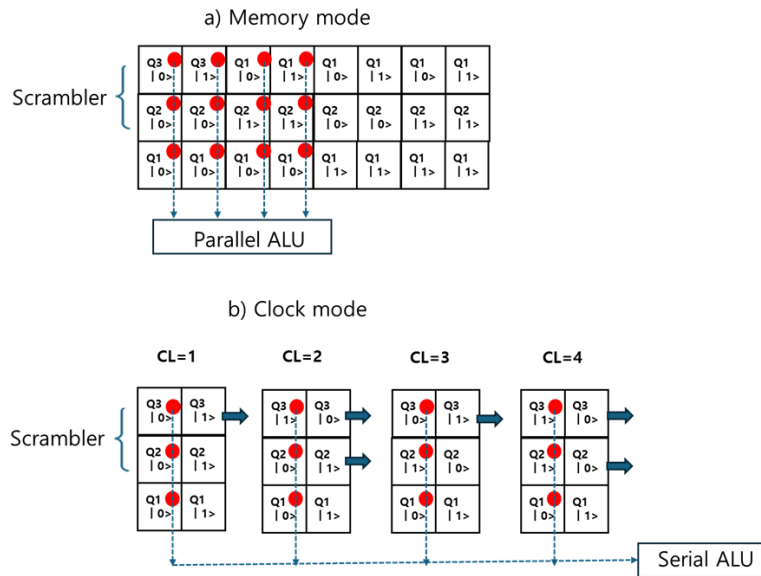 a) Memory mode
Q3 Q3 Q1 Q1 Q1 Q1 Q1 Q1
| 0> | 1> | 0> | 1> | 0> | 1> | 0> | 1>
Scrambler
Q2 Q2 Q2 Q2 Q2 Q2 Q2 Q2
| 0> | 0> | 1> | 1> | 0> | 0> | 1> | 1>
Q1 Q1 Q1 Q1 Q1 Q1 Q1 Q1
| 0> | 0> | 0> | 0> | 1> | 1> | 1> | 1>
Parallel ALU
b) Clock mode
CL=1 CL=2 CL=3 CL=4
Q3 Q3 Q3 Q3 Q3 Q3 Q3 Q3
| 0> | 1> | 1> | 0> | 0> | 1> | 1> | 0>
Scrambler
Q2 Q2 Q2 Q2 Q2 Q2 Q2 Q2
| 0> | 1> | 0> | 1> | 1> | 0> | 1> | 0>
Q1 Q1 Q1 Q1 Q1 Q1 Q1 Q1
| 0> | 1> | 0> | 1> | 0> | 1> | 0> | 1>
Serial ALU